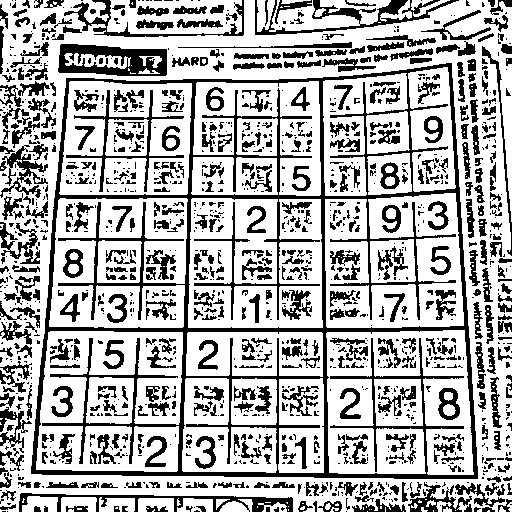 blogs about all
things funnies.
SUDOKU! 17 HARD
Answers to today's Sudoku and Scrabble Grams
puzzles can be found Monday on the preceding page.
6 4 7
7 6 9
5 8
7 2 9 3
8 5
4 3 1 7
5 2
3 2 8
2 3 1
Fill in the blank spaces in the grid so that every vertical column, every horizontal row
and every 3x3 box contains the numbers 1 through 9, without repeating any.
8-1-09